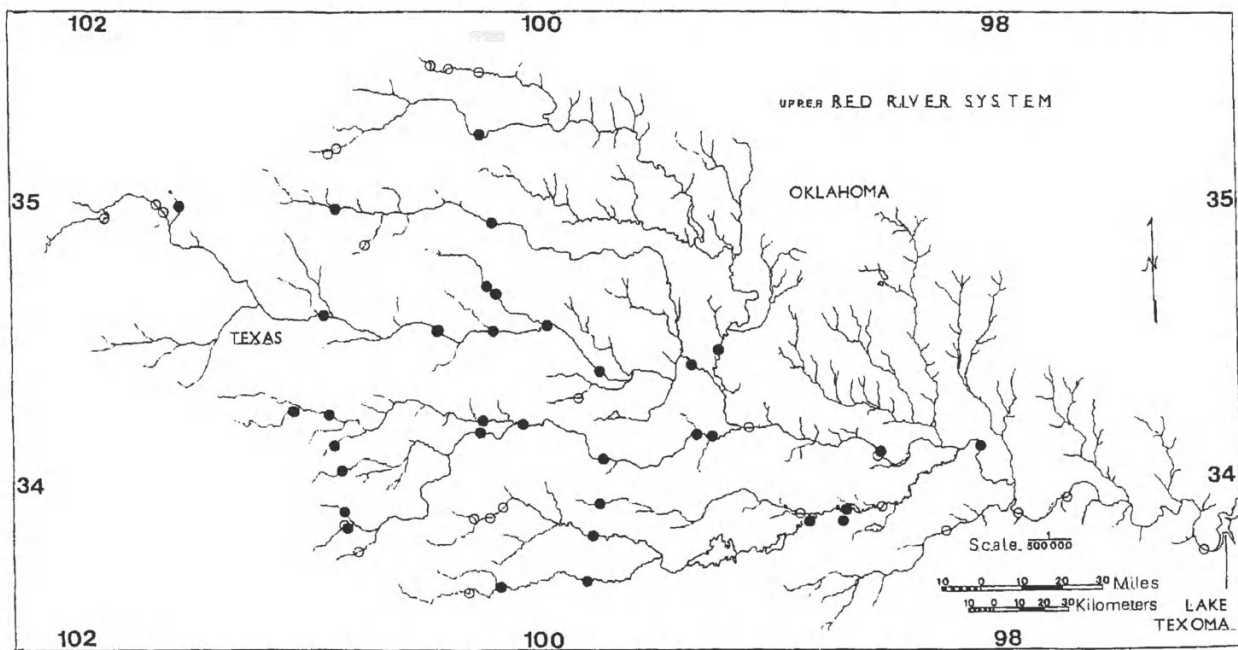 102 100 98
UPPER RED RIVER SYSTEM
OKLAHOMA
35 35
N
TEXAS
34 34
Scale 1/500000
10 0 10 20 30 Miles
10 0 10 20 30 Kilometers
LAKE
TEXOMA
102 100 98